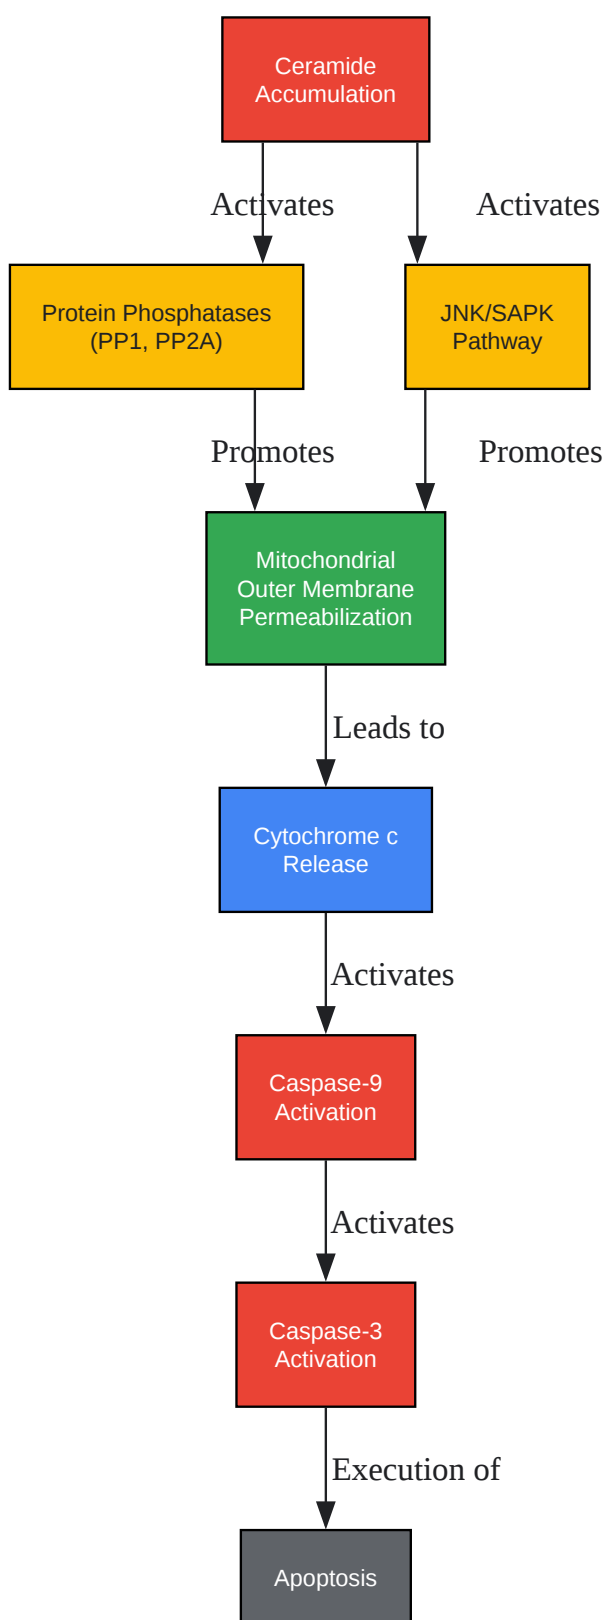 Ceramide
Accumulation
Activates
Activates
Protein Phosphatases
(PP1, PP2A)
JNK/SAPK
Pathway
Promotes
Promotes
Mitochondrial
Outer Membrane
Permeabilization
Leads to
Cytochrome c
Release
Activates
Caspase-9
Activation
Activates
Caspase-3
Activation
Execution of
Apoptosis